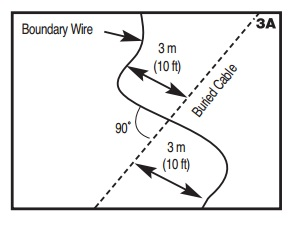 3A
Boundary Wire
3 m
(10 ft)
Buried Cable
90°
3 m
(10 ft)